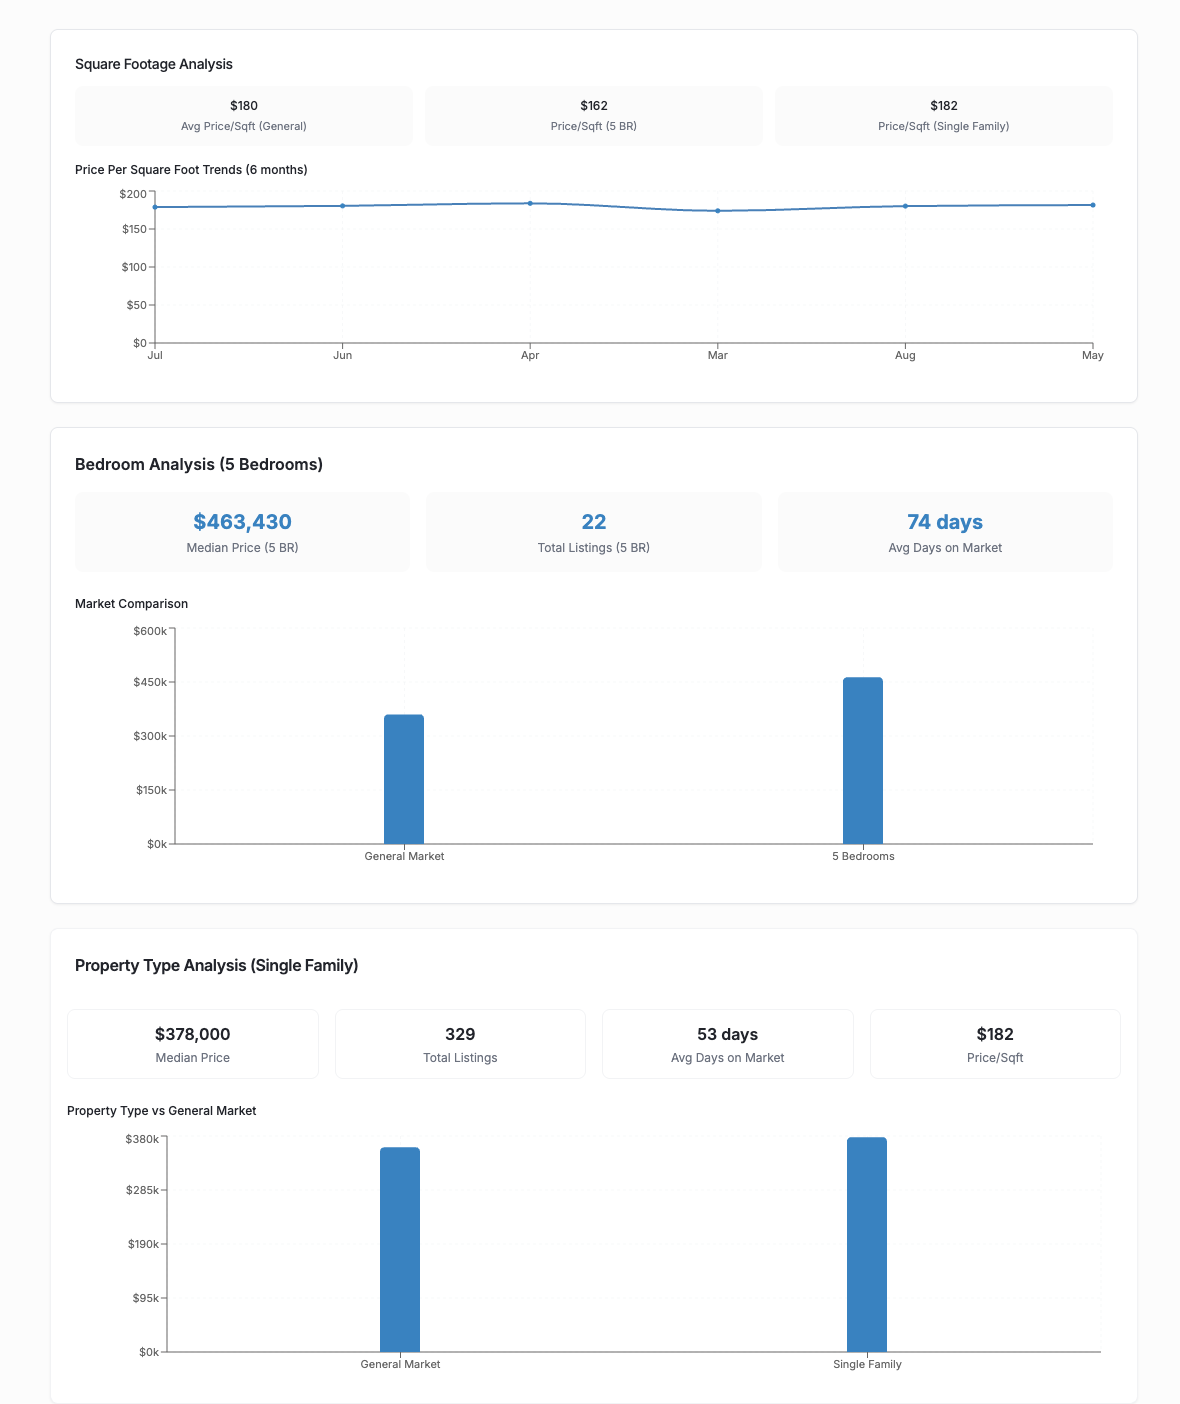 Square Footage Analysis
$180
Avg Price/Sqft (General)
$162
Price/Sqft (5 BR)
$182
Price/Sqft (Single Family)
Price Per Square Foot Trends (6 months)
$200
$150
$100
$50
$0
Jul Jun Apr Mar Aug May
Bedroom Analysis (5 Bedrooms)
$463,430
Median Price (5 BR)
22
Total Listings (5 BR)
74 days
Avg Days on Market
Market Comparison
$600k
$450k
$300k
$150k
$0k
General Market 5 Bedrooms
Property Type Analysis (Single Family)
$378,000
Median Price
329
Total Listings
53 days
Avg Days on Market
$182
Price/Sqft
Property Type vs General Market
$380k
$285k
$190k
$95k
$0k
General Market Single Family